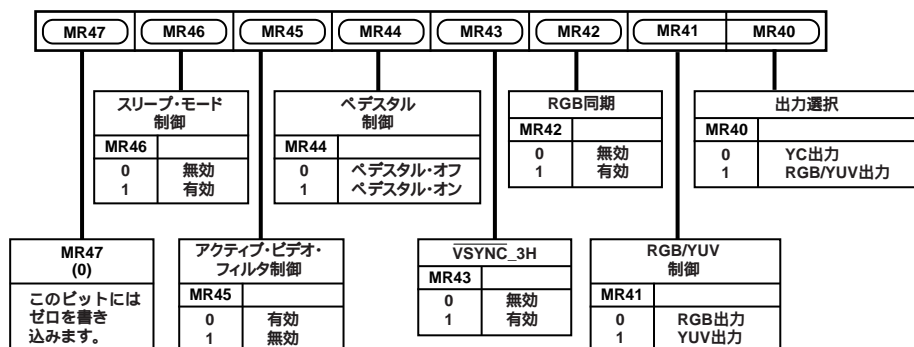 MR47 MR46 MR45 MR44 MR43 MR42 MR41 MR40
スリープ・モード
制御
MR46
0 無効
1 有効
ペデスタル
制御
MR44
0 ペデスタル・オフ
1 ペデスタル・オン
RGB同期
MR42
0 無効
1 有効
出力選択
MR40
0 YC出力
1 RGB/YUV出力
MR47
(0)
このビットには
ゼロを書き
込みます。
アクティブ・ビデオ・
フィルタ制御
MR45
0 有効
1 無効
VSYNC_3H
MR43
0 無効
1 有効
RGB/YUV
制御
MR41
0 RGB出力
1 YUV出力